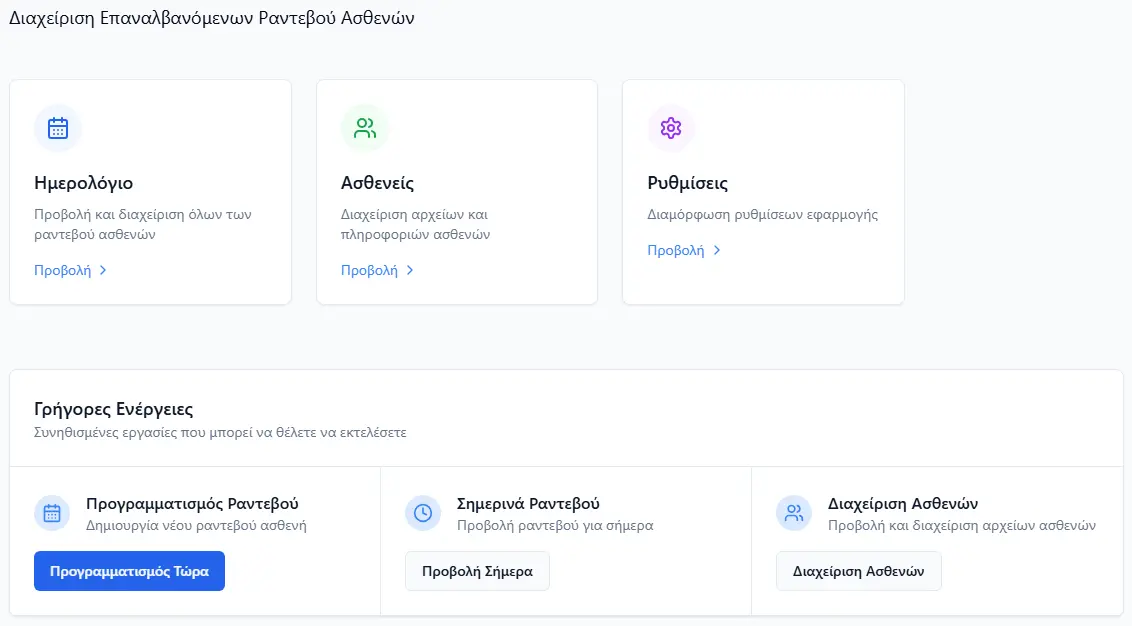 Διαχείριση Επαναλβανόμενων Ραντεβού Ασθενών
Ημερολόγιο
Προβολή και διαχείριση όλων των
ραντεβού ασθενών
Προβολή
Ασθενείς
Διαχείριση αρχείων και
πληροφοριών ασθενών
Προβολή
Ρυθμίσεις
Διαμόρφωση ρυθμίσεων εφαρμογής
Προβολή
Γρήγορες Ενέργειες
Συνηθισμένες εργασίες που μπορεί να θέλετε να εκτελέσετε
Προγραμματισμός Ραντεβού
Δημιουργία νέου ραντεβού ασθενή
Προγραμματισμός Τώρα
Σημερινά Ραντεβού
Προβολή ραντεβού για σήμερα
Προβολή Σήμερα
Διαχείριση Ασθενών
Προβολή και διαχείριση αρχείων ασθενών
Διαχείριση Ασθενών